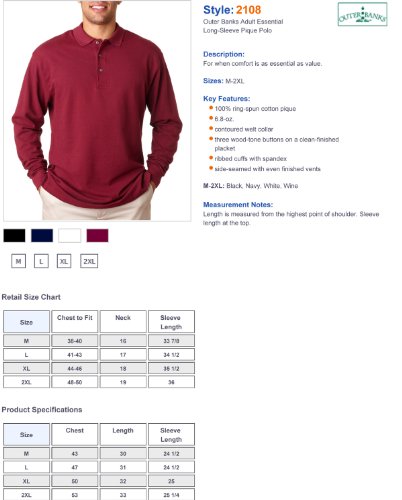 Style: 2108
Outer Banks Adult Essential
Long-Sleeve Pique Polo
OUTER BANKS
Description:
For when comfort is as essential as value.
Sizes: M-2XL
Key Features:
• 100% ring-spun cotton pique
• 6.8-oz.
• contoured welt collar
• three wood-tone buttons on a clean-finished
placket
• ribbed cuffs with spandex
• side-seamed with even finished vents
M-2XL: Black, Navy, White, Wine
Measurement Notes:
Length is measured from the highest point of shoulder. Sleeve
length at the top.
M L XL 2XL
Retail Size Chart
Size Chest to Fit Neck Sleeve
Length
M 38-40 16 33 7/8
L 41-43 17 34 1/2
XL 44-46 18 35 1/2
2XL 48-50 19 36
Product Specifications
Size Chest Length Sleeve
Length
M 43 30 24 1/2
L 47 31 24 1/2
XL 50 32 25
2XL 53 33 25 1/4